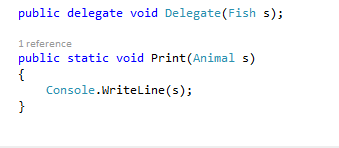 public delegate void Delegate(Fish s);
1 reference
public static void Print(Animal s)
{
Console.WriteLine(s);
}